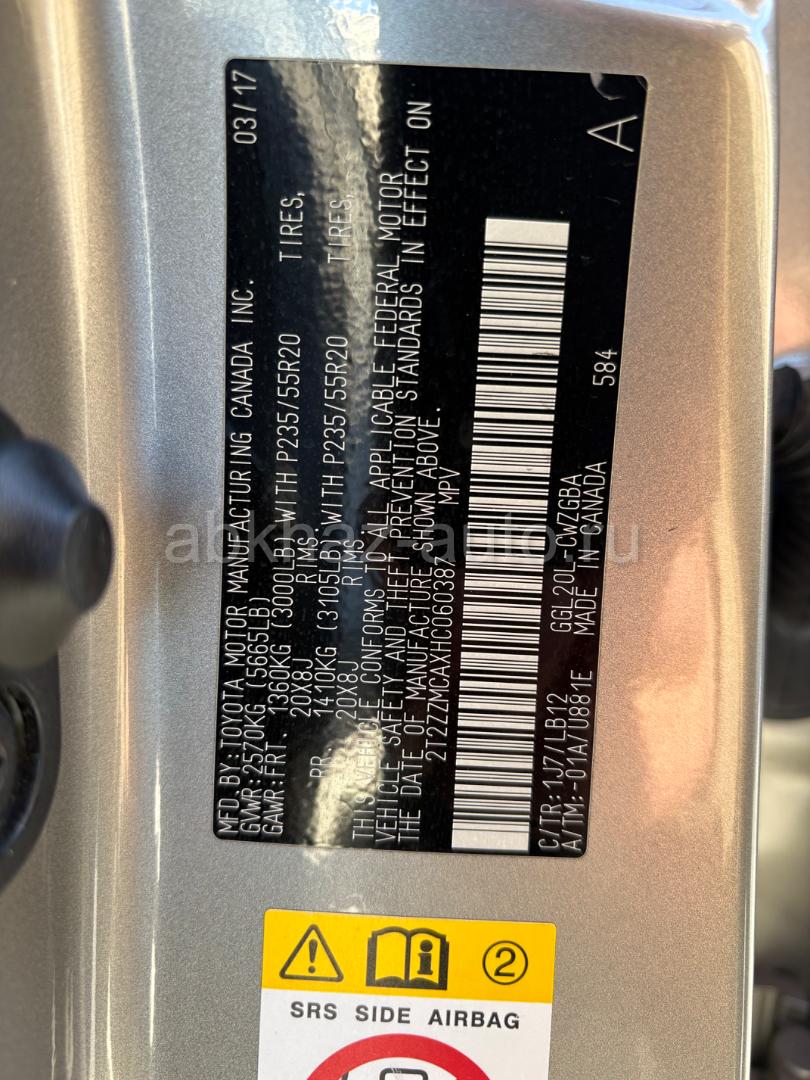 MFD.BY:TOYOTA MOTOR MANUFACTURING CANADA INC. 03/17
GVWR:2570KG (5665LB)
GAWR:FRT. 1360KG (3000LB) WITH P235/55R20 TIRES,
20X8J RIMS.
RR. 1410KG (3105LB) WITH P235/55R20 TIRES,
20X8J RIMS.
THIS VEHICLE CONFORMS TO ALL APPLICABLE FEDERAL MOTOR
VEHICLE SAFETY AND THEFT PREVENTION STANDARDS IN EFFECT ON
THE DATE OF MANUFACTURE SHOWN ABOVE.
2T2ZZMCAXHC060387 MPV
C/TR:1J7/LB12 GGL20L-CWZGBA 584
A/TM:-01A/U881E MADE IN CANADA
abkhaz-auto.ru
2
SRS SIDE AIRBAG